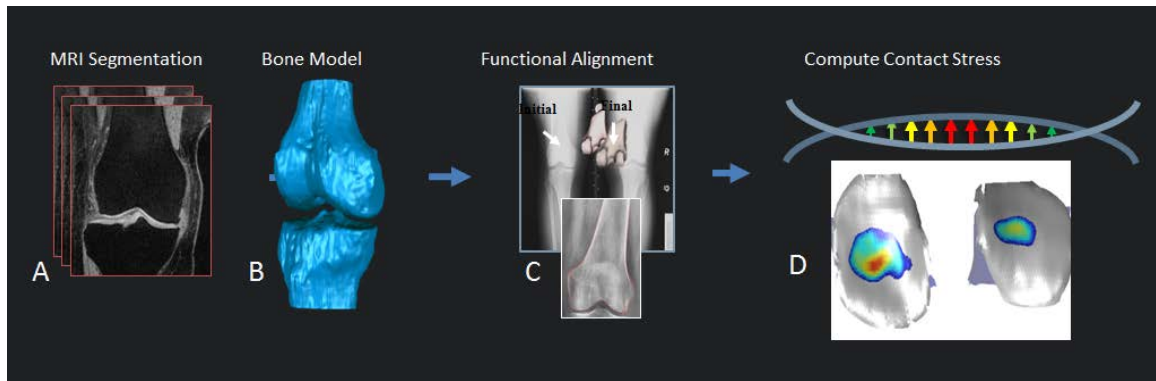 MRI Segmentation
Bone Model
Functional Alignment
Compute Contact Stress
Initial
Final
R
A
B
C
D